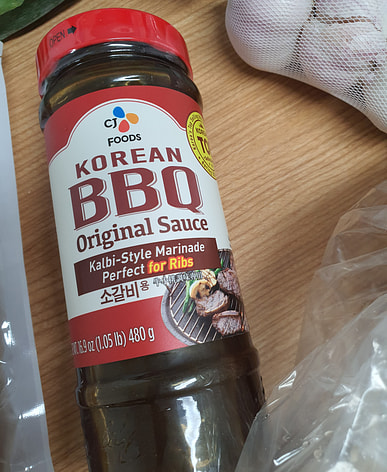 OPEN
CJ
FOODS
KOREAN
BBQ
Original Sauce
Kalbi-Style Marinade
Perfect for Ribs
소갈비용
16.9 oz (1.05 lb) 480 g